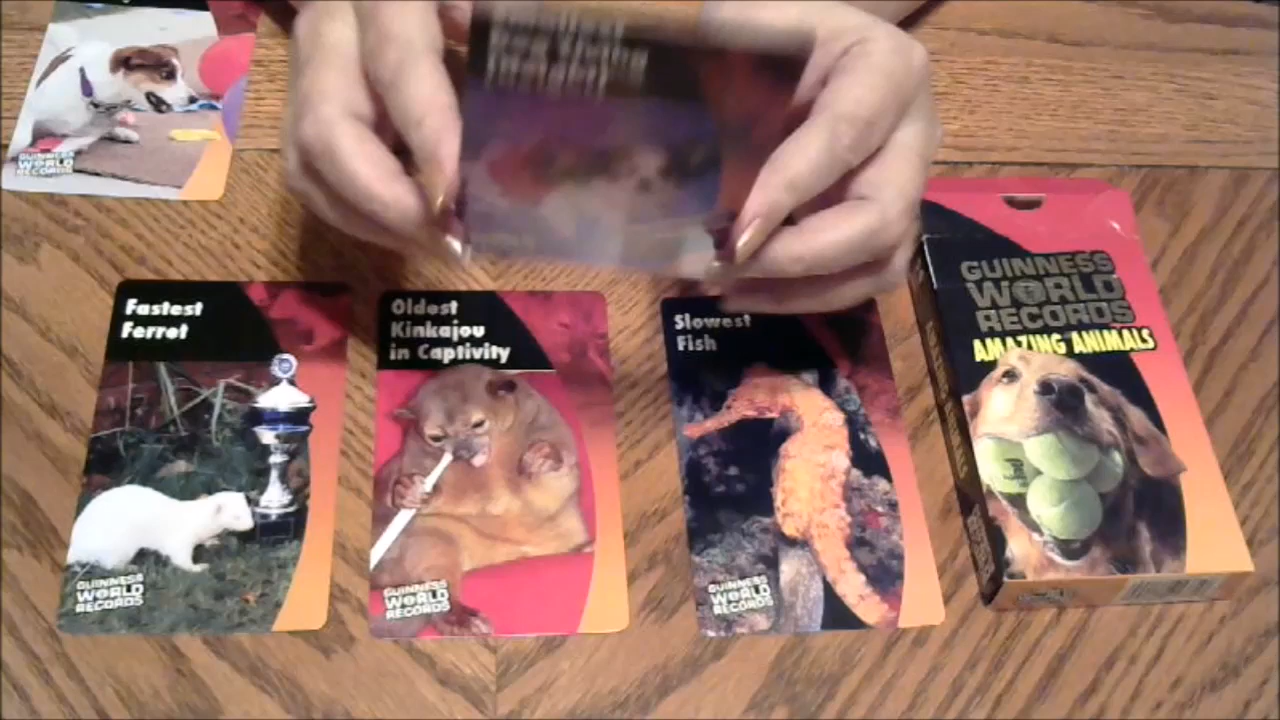 GUINNESS
WORLD
RECORDS
Fastest
Ferret
GUINNESS
WORLD
RECORDS
Oldest
Kinkajou
in Captivity
GUINNESS
WORLD
RECORDS
Slowest
Fish
GUINNESS
WORLD
RECORDS
GUINNESS
WORLD
RECORDS
AMAZING ANIMALS